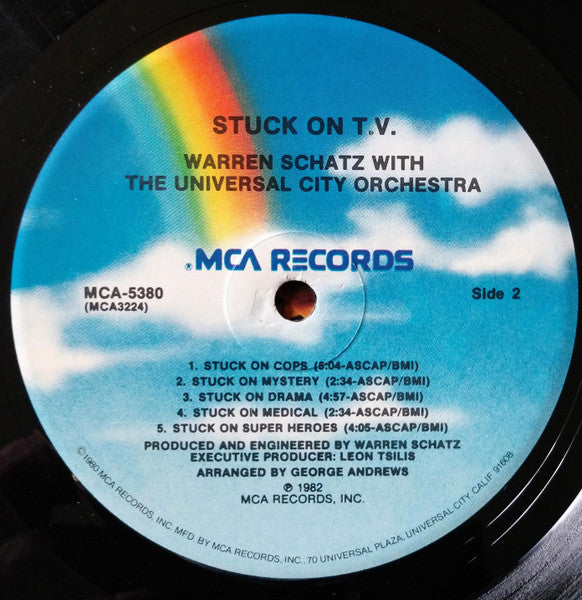 STUCK ON T.V.
WARREN SCHATZ WITH
THE UNIVERSAL CITY ORCHESTRA
®MCA RECORDS
MCA-5380
(MCA3224)
Side 2
1. STUCK ON COPS (5:04-ASCAP/BMI)
2. STUCK ON MYSTERY (2:34-ASCAP/BMI)
3. STUCK ON DRAMA (4:57-ASCAP/BMI)
4. STUCK ON MEDICAL (2:34-ASCAP/BMI)
5. STUCK ON SUPER HEROES (4:05-ASCAP/BMI)
PRODUCED AND ENGINEERED BY WARREN SCHATZ
EXECUTIVE PRODUCER: LEON TSILIS
ARRANGED BY GEORGE ANDREWS
℗ 1982
MCA RECORDS, INC.
©1980 MCA RECORDS, INC. MFD. BY MCA RECORDS, INC., 70 UNIVERSAL PLAZA, UNIVERSAL CITY, CALIF. 91608